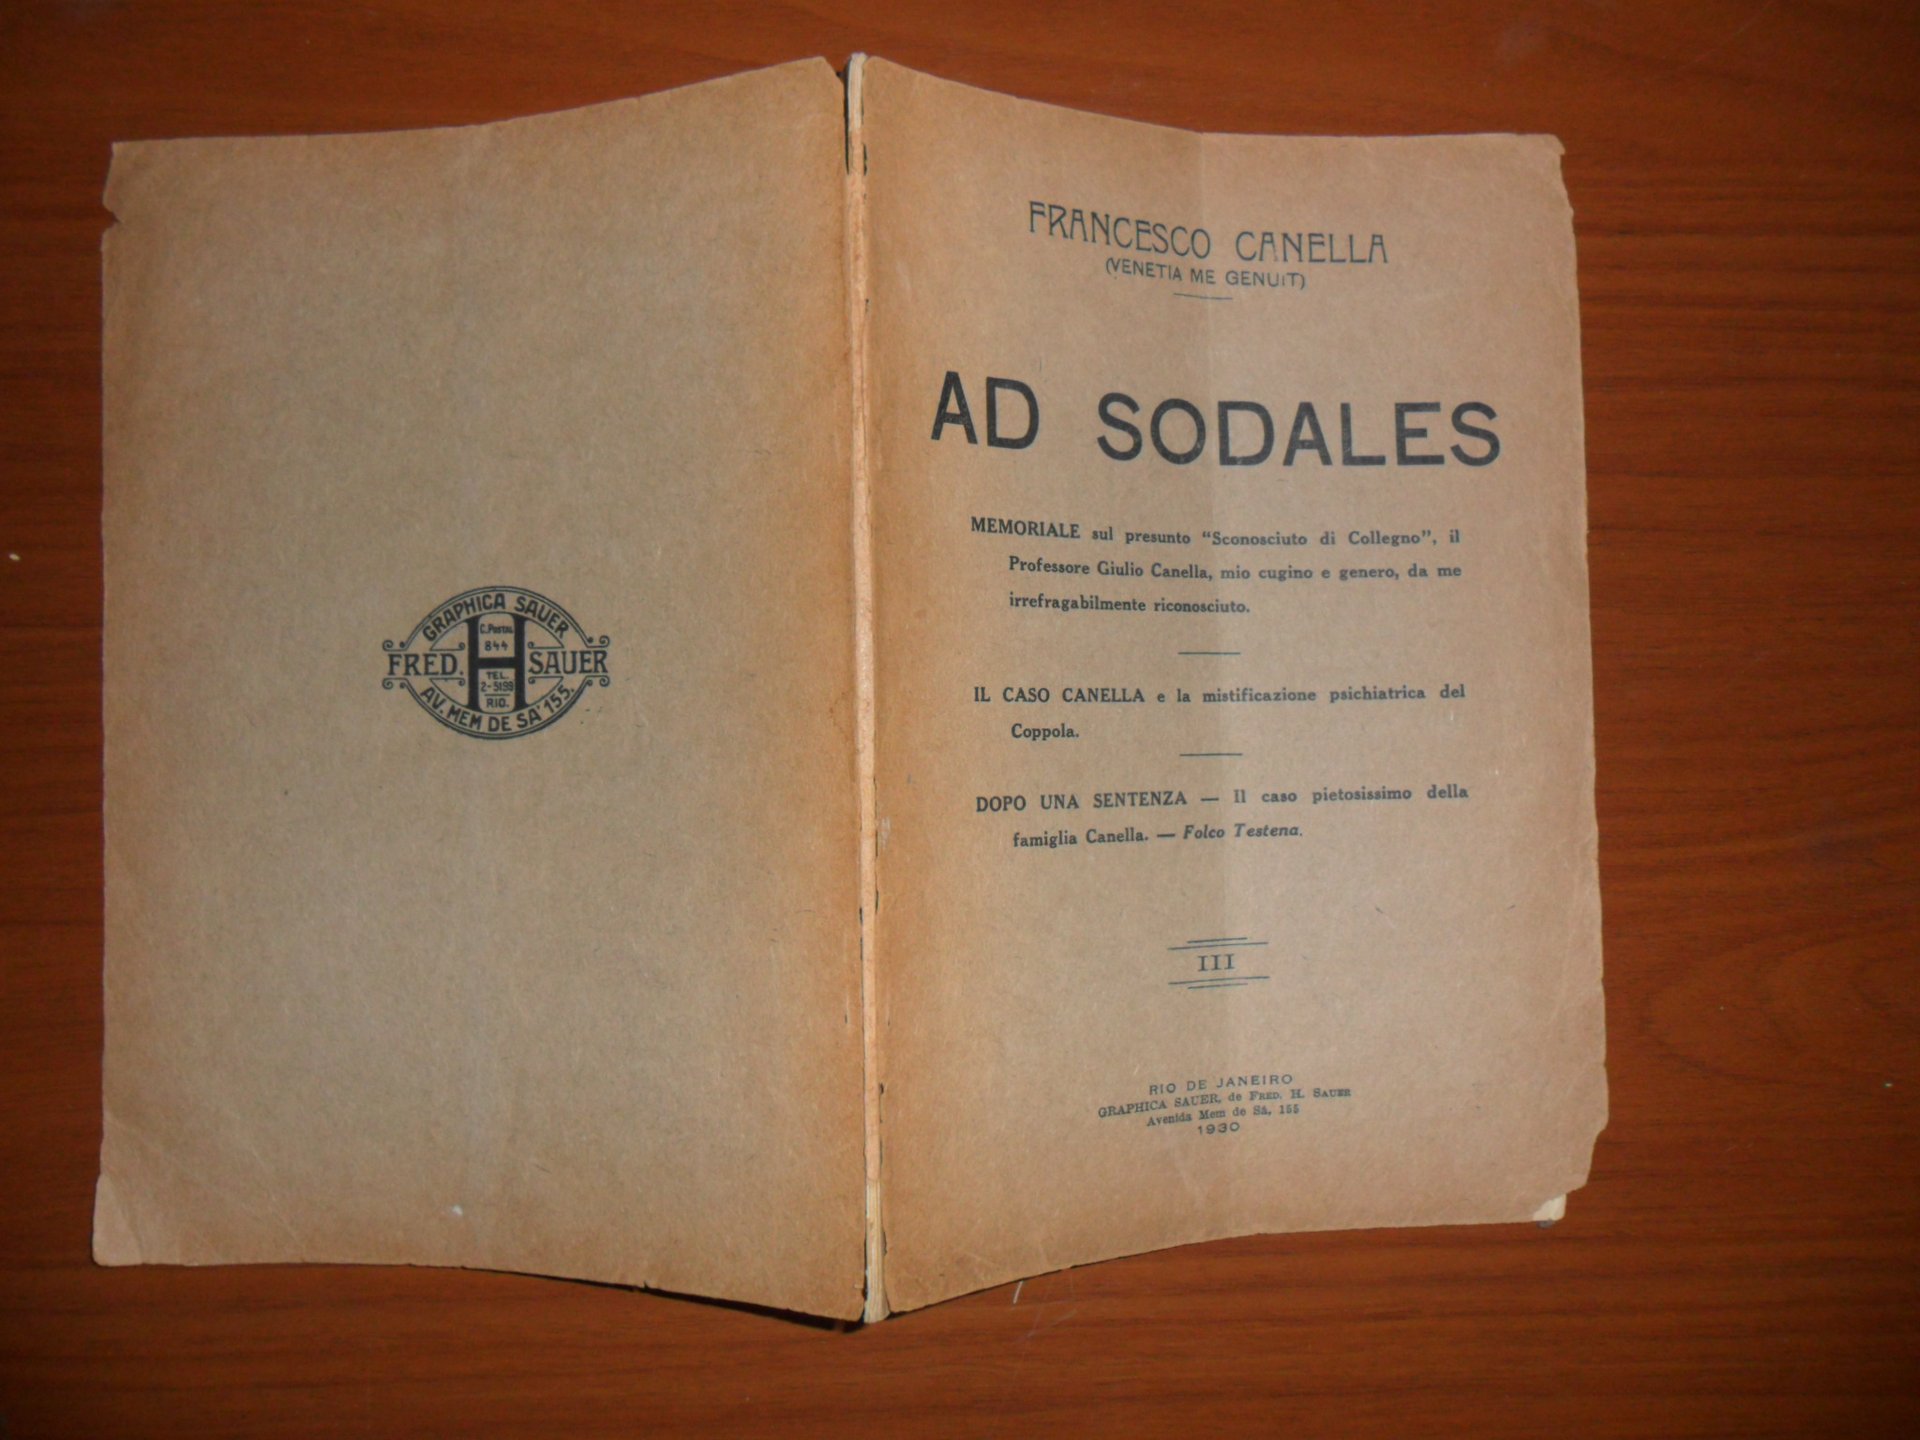 GRAPHICA SAUER
C. POSTAL
844
FRED. H SAUER
TEL.
2-5198
RIO.
AV. MEM DE SÁ 155.
FRANCESCO CANELLA
(VENETIA ME GENUIT)
AD SODALES
MEMORIALE sul presunto "Sconosciuto di Collegno", il
Professore Giulio Canella, mio cugino e genero, da me
irrefragabilmente riconosciuto.
IL CASO CANELLA e la mistificazione psichiatrica del
Coppola.
DOPO UNA SENTENZA — Il caso pietosissimo della
famiglia Canella. — Folco Testena.
III
RIO DE JANEIRO
GRAPHICA SAUER, de FRED. H. SAUER
Avenida Mem de Sá, 155
1930